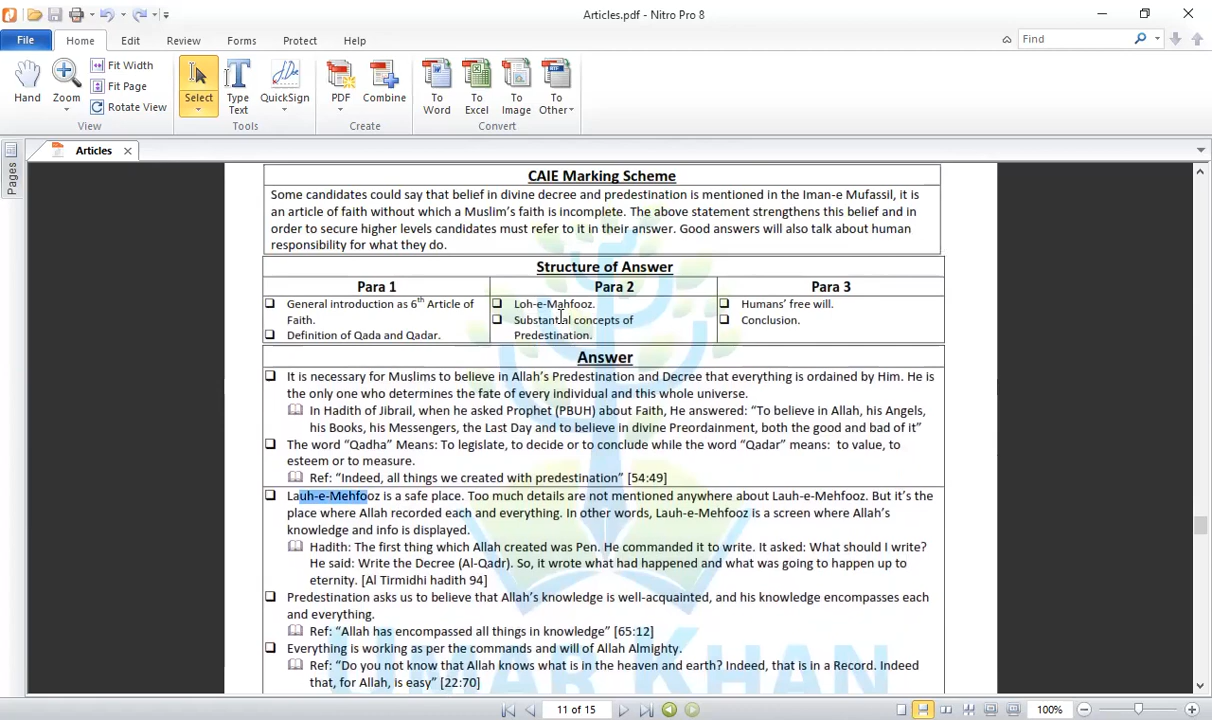 Articles.pdf - Nitro Pro 8
File Home Edit Review Forms Protect Help Find
Hand Zoom Fit Width Fit Page Rotate View Select Type Text QuickSign PDF Combine To Word To Excel To Image To Other
View Tools Create Convert
Articles
Pages
CAIE Marking Scheme
Some candidates could say that belief in divine decree and predestination is mentioned in the Iman-e Mufassil, it is
an article of faith without which a Muslim's faith is incomplete. The above statement strengthens this belief and in
order to secure higher levels candidates must refer to it in their answer. Good answers will also talk about human
responsibility for what they do.
Structure of Answer
Para 1 Para 2 Para 3
General introduction as 6th Article of
Faith.
Definition of Qada and Qadar.
Loh-e-Mahfooz.
Substantial concepts of
Predestination.
Humans' free will.
Conclusion.
Answer
It is necessary for Muslims to believe in Allah's Predestination and Decree that everything is ordained by Him. He is
the only one who determines the fate of every individual and this whole universe.
In Hadith of Jibrail, when he asked Prophet (PBUH) about Faith, He answered: "To believe in Allah, his Angels,
his Books, his Messengers, the Last Day and to believe in divine Preordainment, both the good and bad of it"
The word "Qadha" Means: To legislate, to decide or to conclude while the word "Qadar" means: to value, to
esteem or to measure.
Ref: "Indeed, all things we created with predestination" [54:49]
Lauh-e-Mehfooz is a safe place. Too much details are not mentioned anywhere about Lauh-e-Mehfooz. But it's the
place where Allah recorded each and everything. In other words, Lauh-e-Mehfooz is a screen where Allah's
knowledge and info is displayed.
Hadith: The first thing which Allah created was Pen. He commanded it to write. It asked: What should I write?
He said: Write the Decree (Al-Qadr). So, it wrote what had happened and what was going to happen up to
eternity. [Al Tirmidhi hadith 94]
Predestination asks us to believe that Allah's knowledge is well-acquainted, and his knowledge encompasses each
and everything.
Ref: "Allah has encompassed all things in knowledge" [65:12]
Everything is working as per the commands and will of Allah Almighty.
Ref: "Do you not know that Allah knows what is in the heaven and earth? Indeed, that is in a Record. Indeed
that, for Allah, is easy" [22:70]
UMAR KHAN
11 of 15
100%